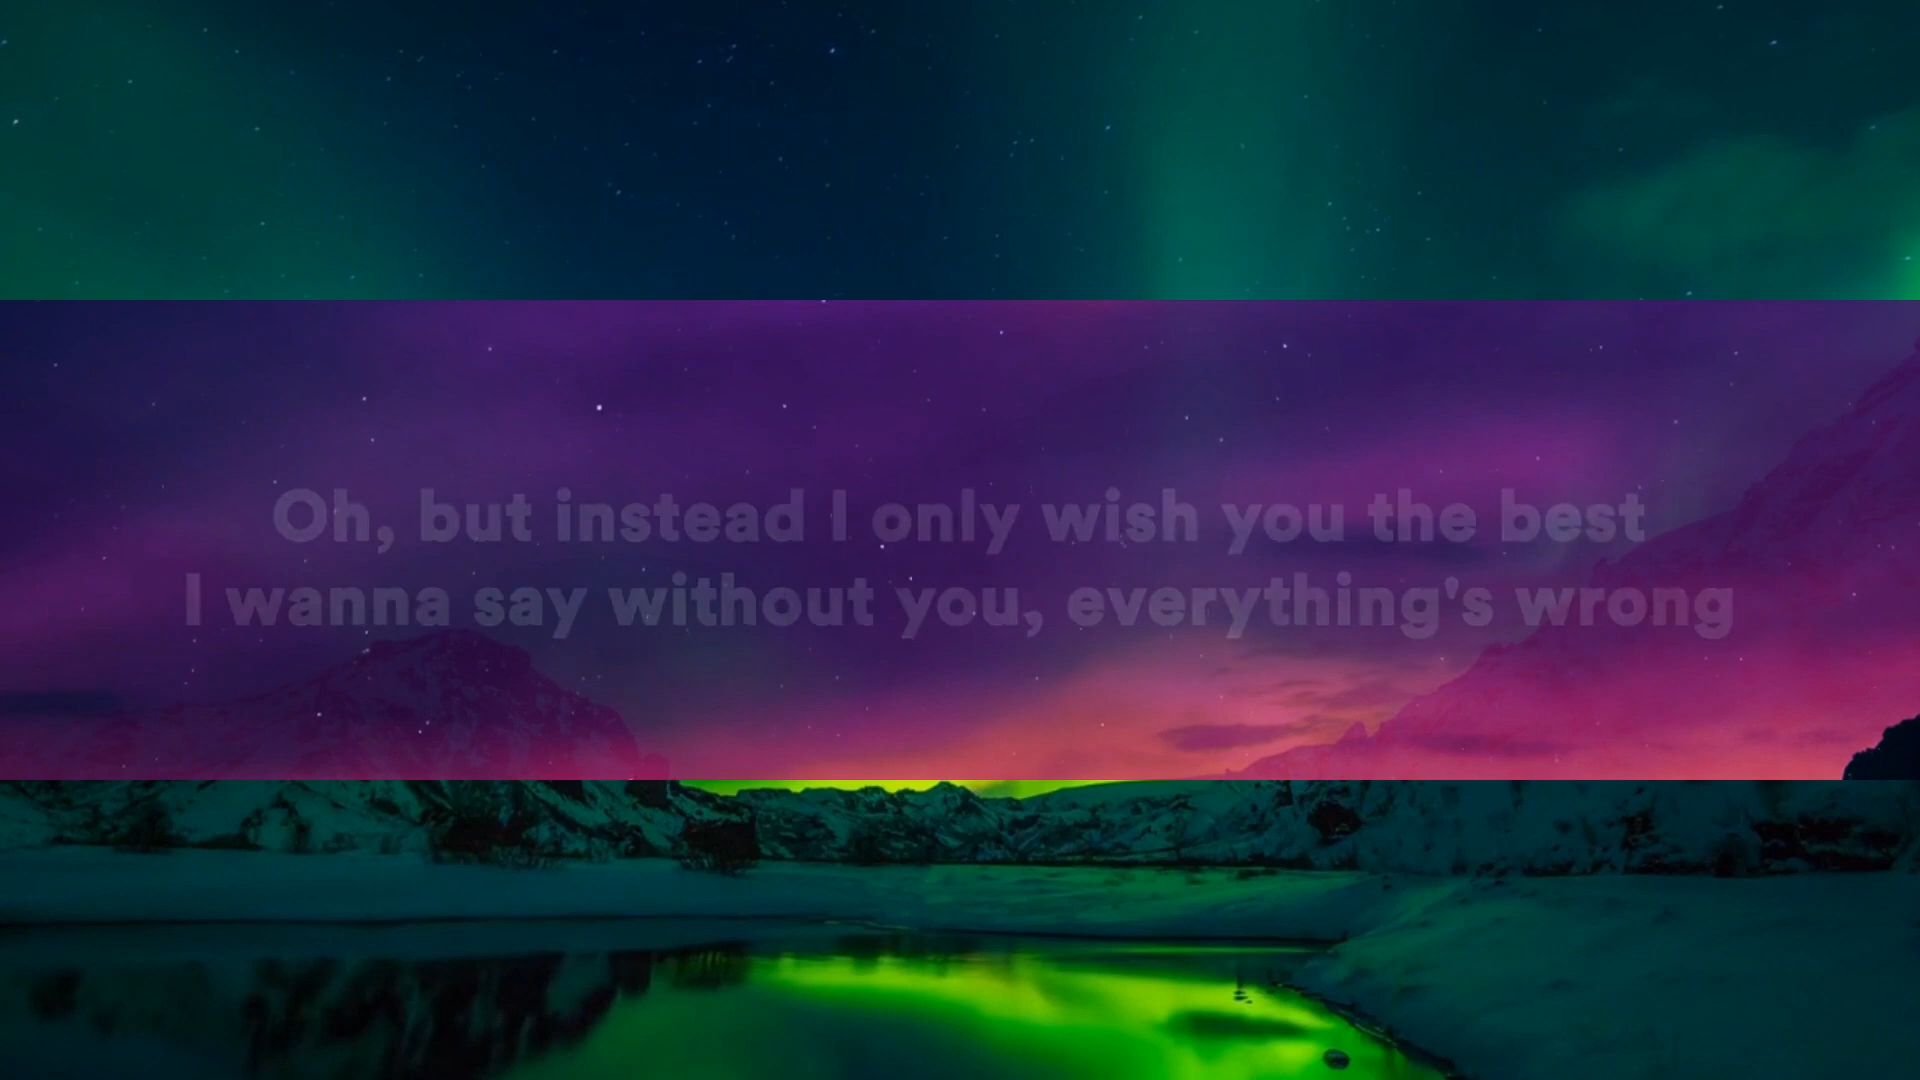 Oh, but instead I only wish you the best
I wanna say without you, everything's wrong